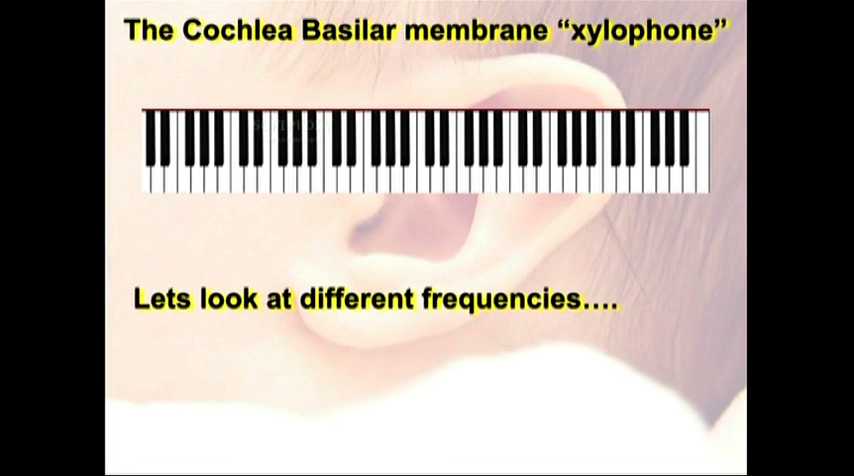 The Cochlea Basilar membrane “xylophone”
Lets look at different frequencies….